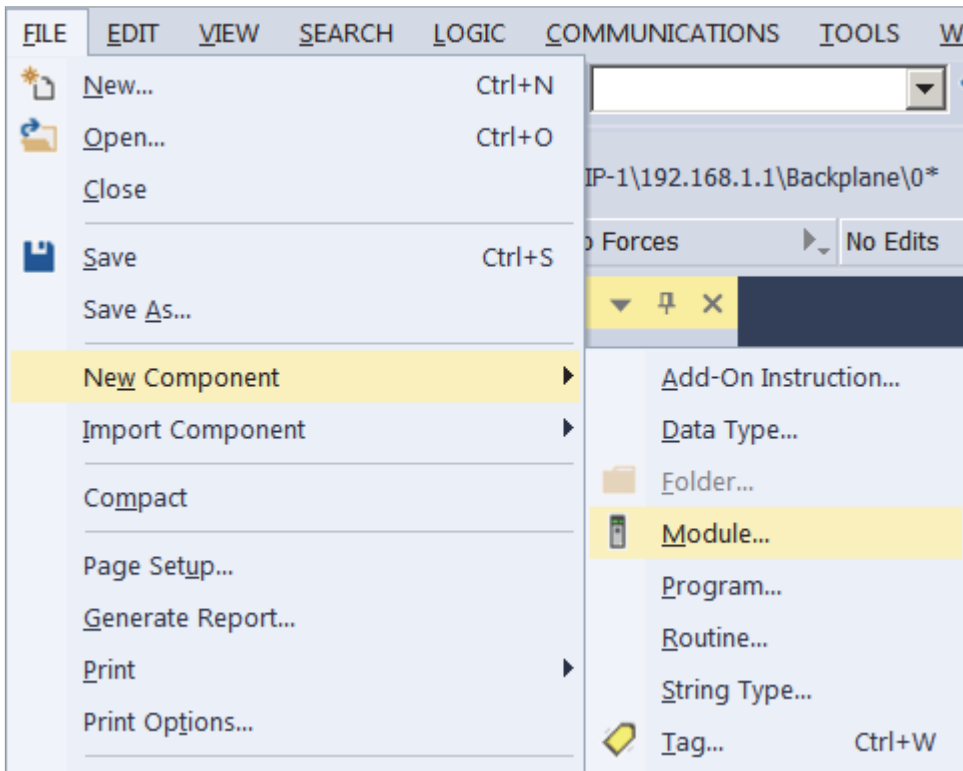 FILE EDIT VIEW SEARCH LOGIC COMMUNICATIONS TOOLS W
New... Ctrl+N
Open... Ctrl+O
IP-1\192.168.1.1\Backplane\0*
Close
Forces No Edits
Save Ctrl+S
Save As...
New Component
Add-On Instruction...
Import Component
Data Type...
Folder...
Compact
Module...
Page Setup...
Program...
Generate Report...
Routine...
Print
String Type...
Print Options...
Tag... Ctrl+W